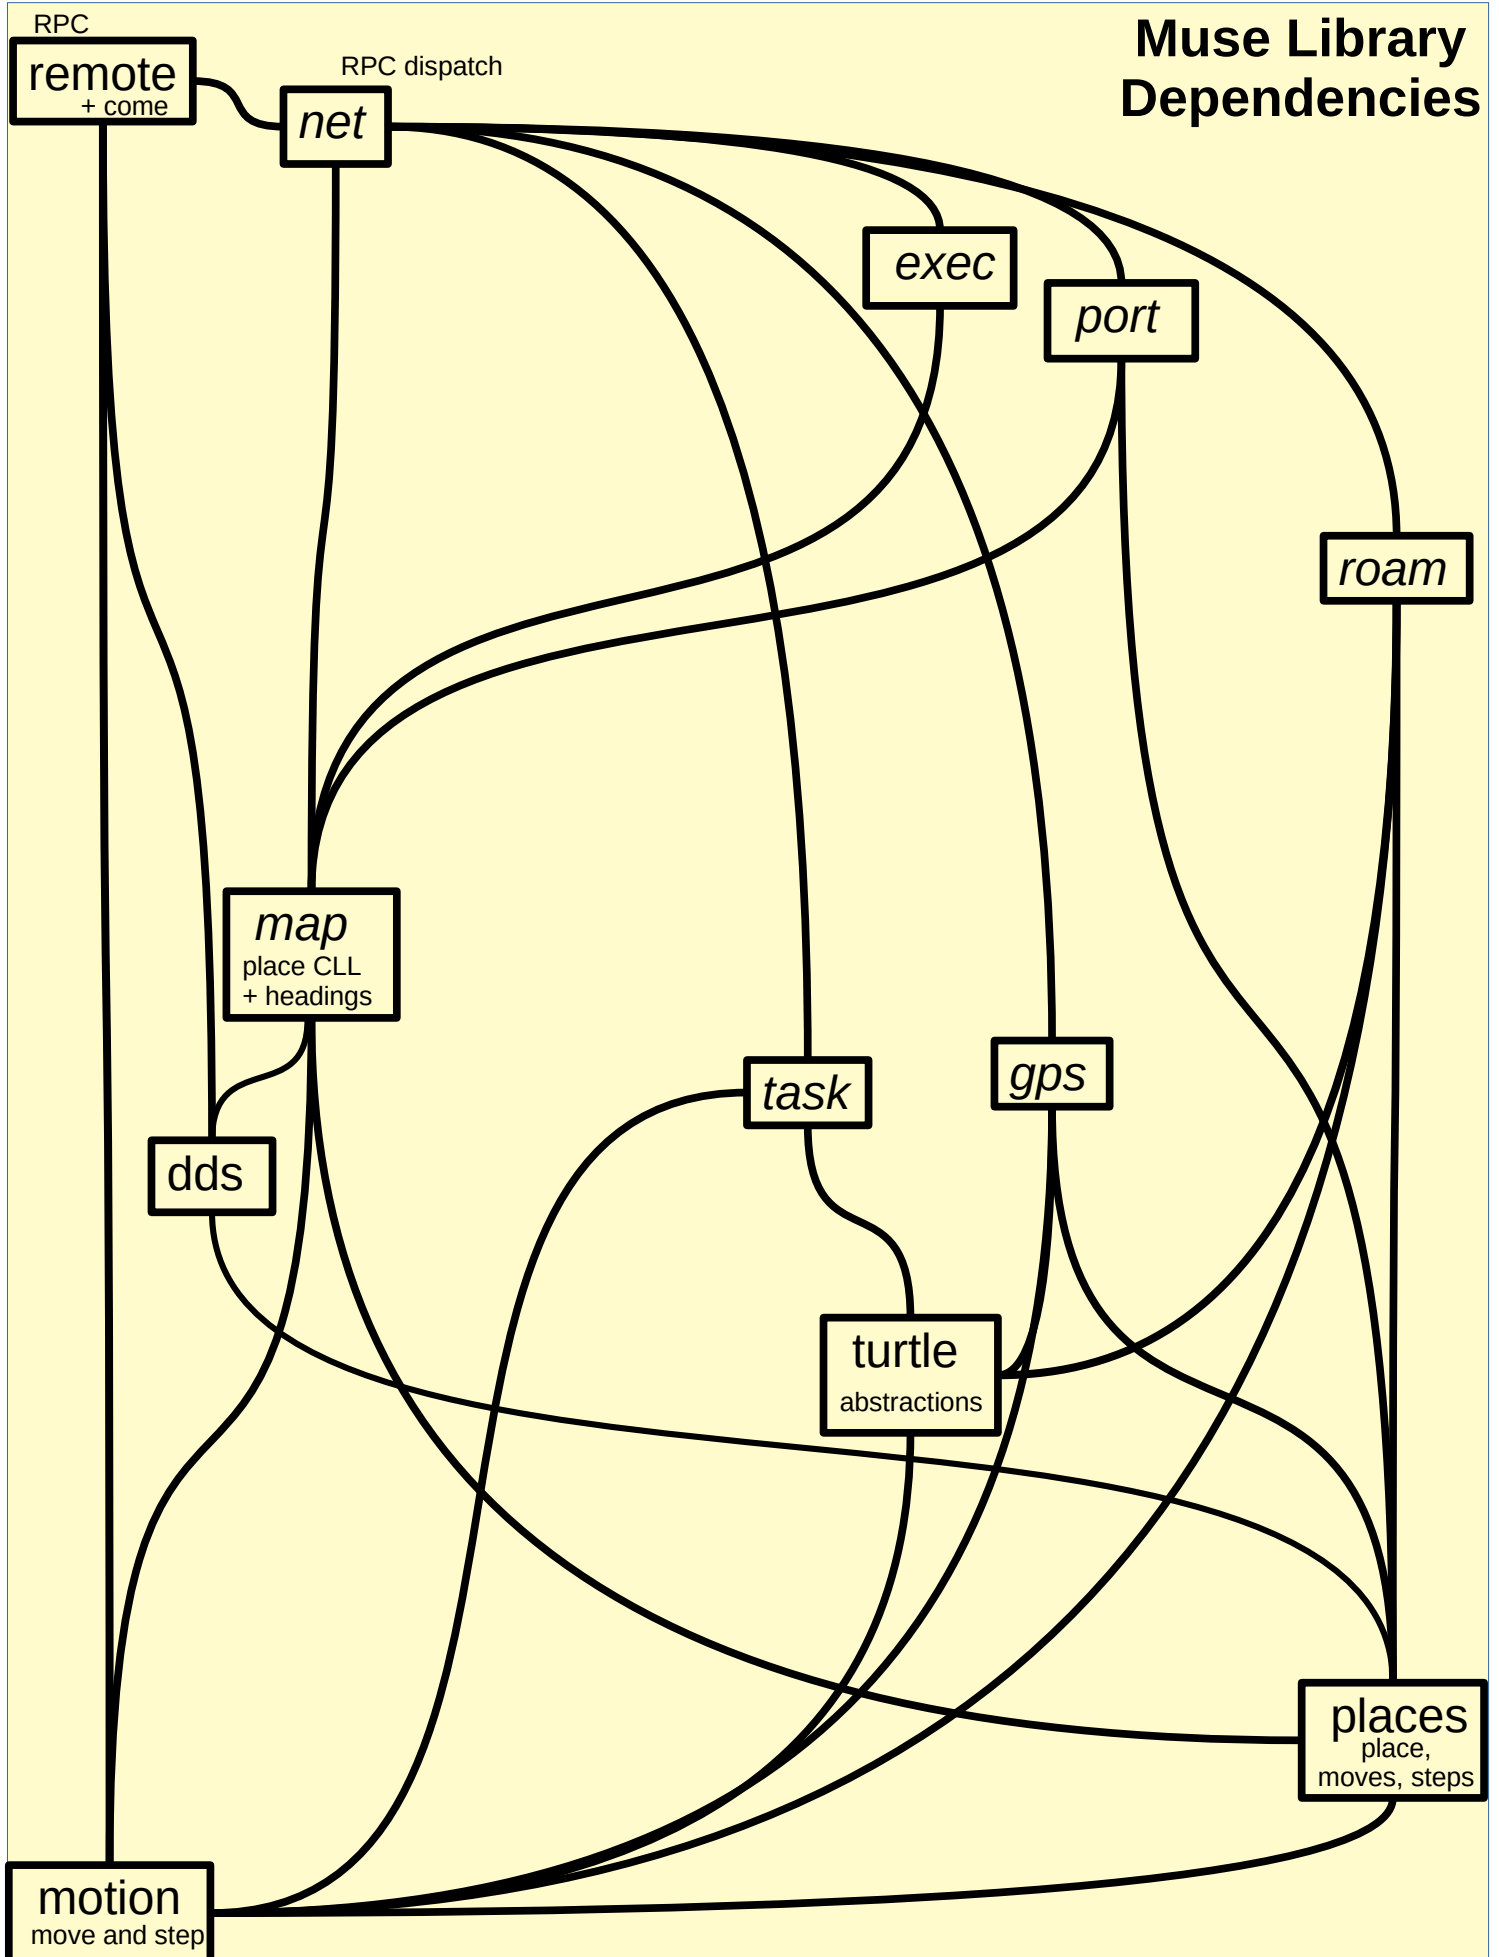 RPC
remote
+ come
RPC dispatch
net
Muse Library
Dependencies
exec
port
roam
map
place CLL
+ headings
task
gps
dds
turtle
abstractions
places
place,
moves, steps
motion
move and step